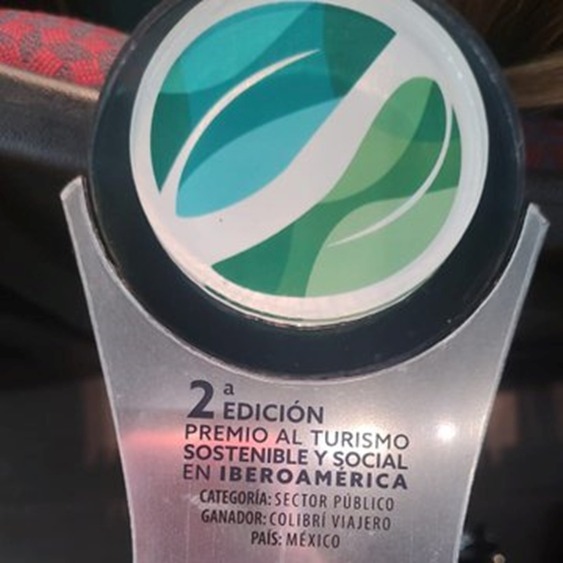 2ª EDICIÓN
PREMIO AL TURISMO
SOSTENIBLE Y SOCIAL
EN IBEROAMÉRICA
CATEGORÍA: SECTOR PÚBLICO
GANADOR: COLIBRÍ VIAJERO
PAÍS: MÉXICO